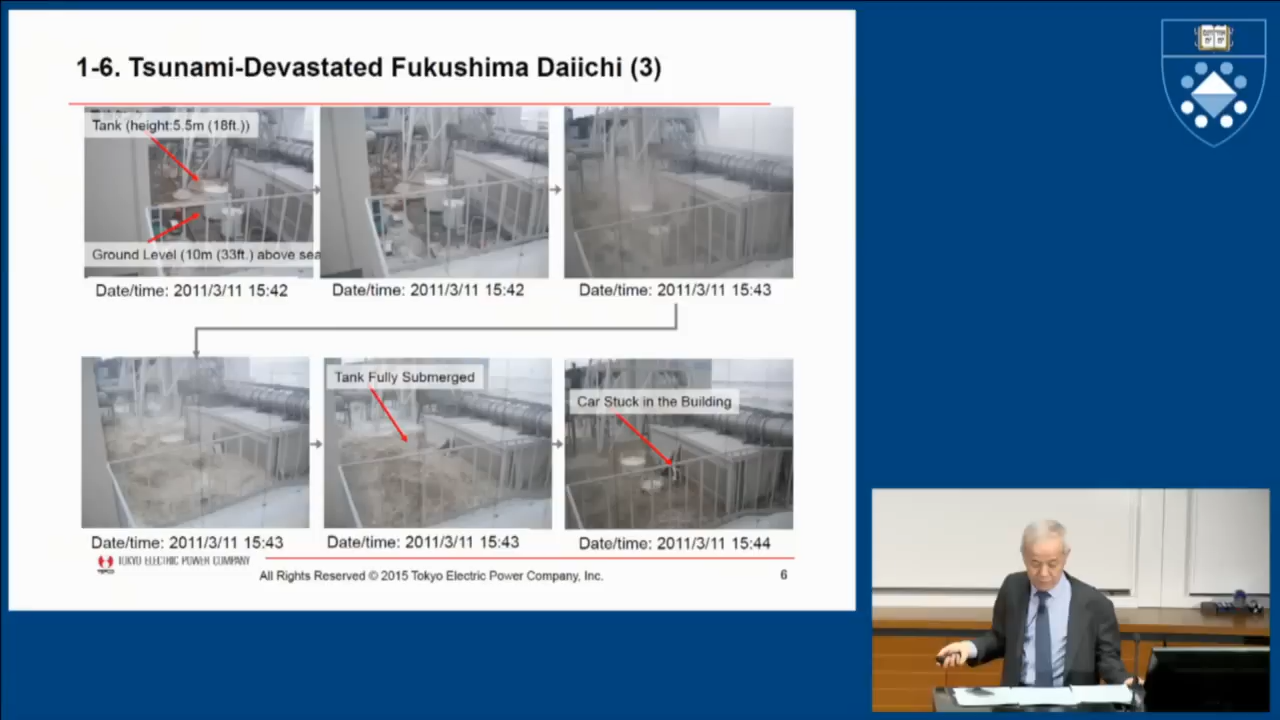 1-6. Tsunami-Devastated Fukushima Daiichi (3)
Tank (height:5.5m (18ft.))
Ground Level (10m (33ft.) above sea
Date/time: 2011/3/11 15:42
Date/time: 2011/3/11 15:42
Date/time: 2011/3/11 15:43
Tank Fully Submerged
Car Stuck in the Building
Date/time: 2011/3/11 15:43
Date/time: 2011/3/11 15:43
Date/time: 2011/3/11 15:44
TOKYO ELECTRIC POWER COMPANY
All Rights Reserved © 2015 Tokyo Electric Power Company, Inc.
6